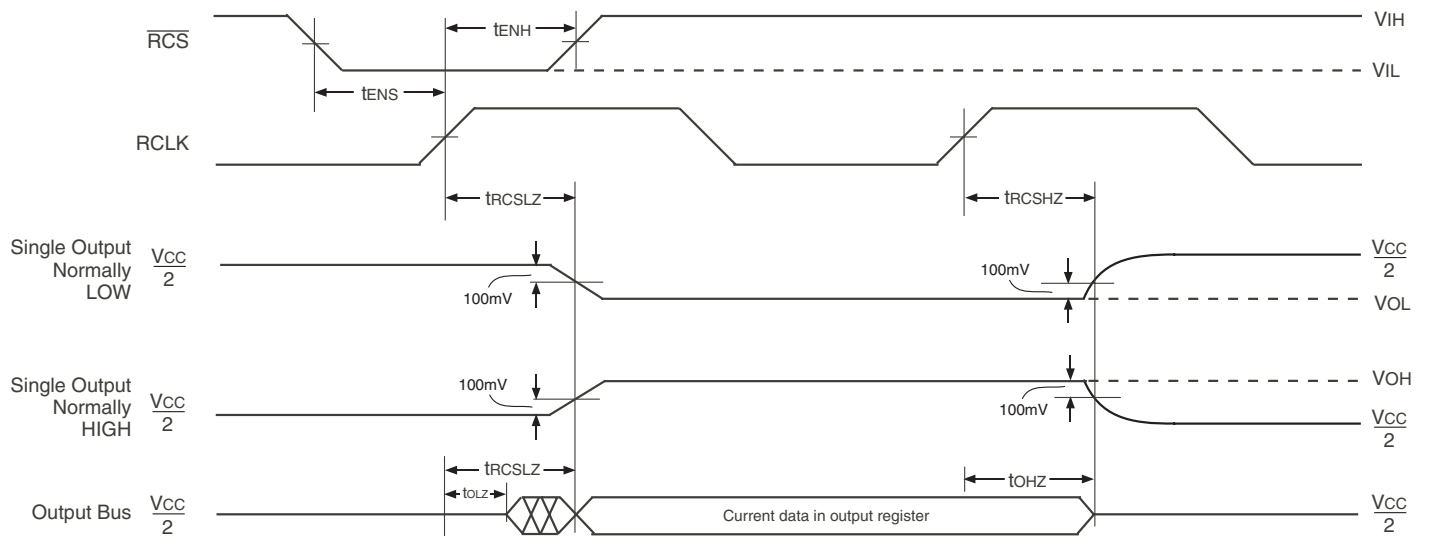 RCS
tENH
VIH
VIL
tENS
RCLK
tRCSLZ
tRCSHZ
Single Output
Normally
LOW
VCC
2
100mV
100mV
VCC
2
VOL
Single Output
Normally
HIGH
VCC
2
100mV
100mV
VOH
VCC
2
tRCSLZ
tOLZ
tOHZ
Output Bus
VCC
2
Current data in output register
VCC
2